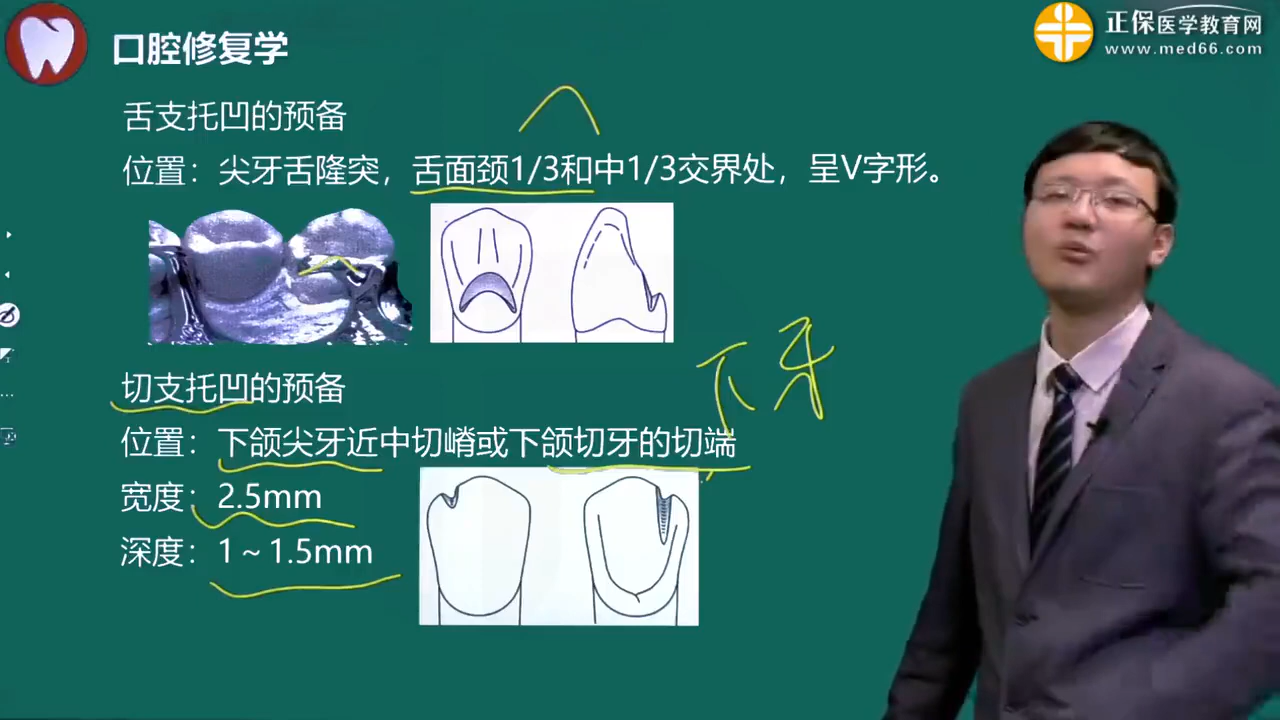 口腔修复学
正保医学教育网
www.med66.com
舌支托凹的预备
位置：尖牙舌隆突，舌面颈1/3和中1/3交界处，呈V字形。
下牙
切支托凹的预备
位置：下颌尖牙近中切嵴或下颌切牙的切端
宽度：2.5mm
深度：1～1.5mm